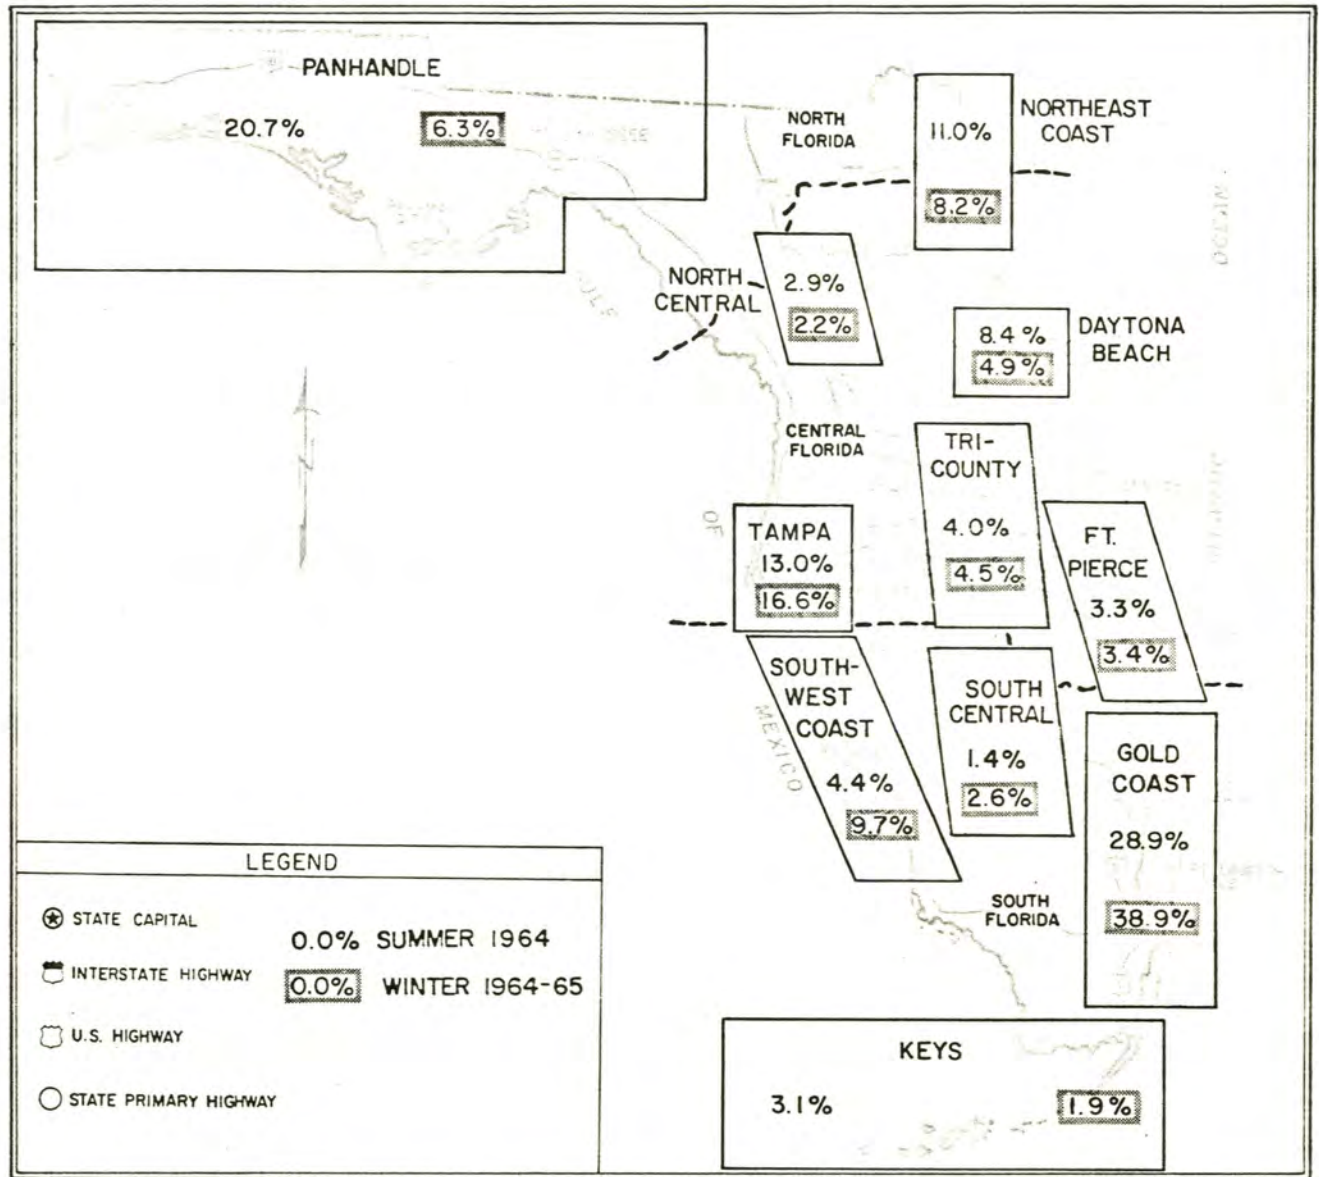 PANHANDLE
20.7%
6.3%
NORTH
FLORIDA
11.0%
8.2%
NORTHEAST
COAST
NORTH
CENTRAL
2.9%
2.2%
8.4%
4.9%
DAYTONA
BEACH
GULF
CENTRAL
FLORIDA
TRI-
COUNTY
4.0%
4.5%
OF
TAMPA
13.0%
16.6%
FT.
PIERCE
3.3%
3.4%
SOUTH-
WEST
COAST
4.4%
9.7%
MEXICO
SOUTH
CENTRAL
1.4%
2.6%
GOLD
COAST
28.9%
38.9%
SOUTH
FLORIDA
KEYS
3.1%
1.9%
LEGEND
STATE CAPITAL
INTERSTATE HIGHWAY
U.S. HIGHWAY
STATE PRIMARY HIGHWAY
0.0% SUMMER 1964
0.0% WINTER 1964-65